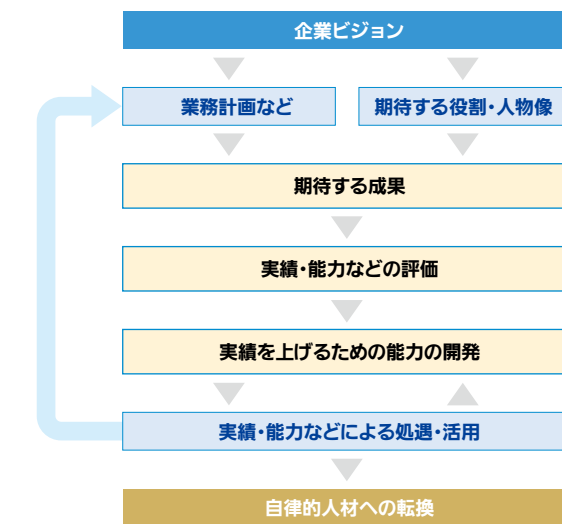 企業ビジョン
業務計画など
期待する役割・人物像
期待する成果
実績・能力などの評価
実績を上げるための能力の開発
実績・能力などによる処遇・活用
自律的人材への転換